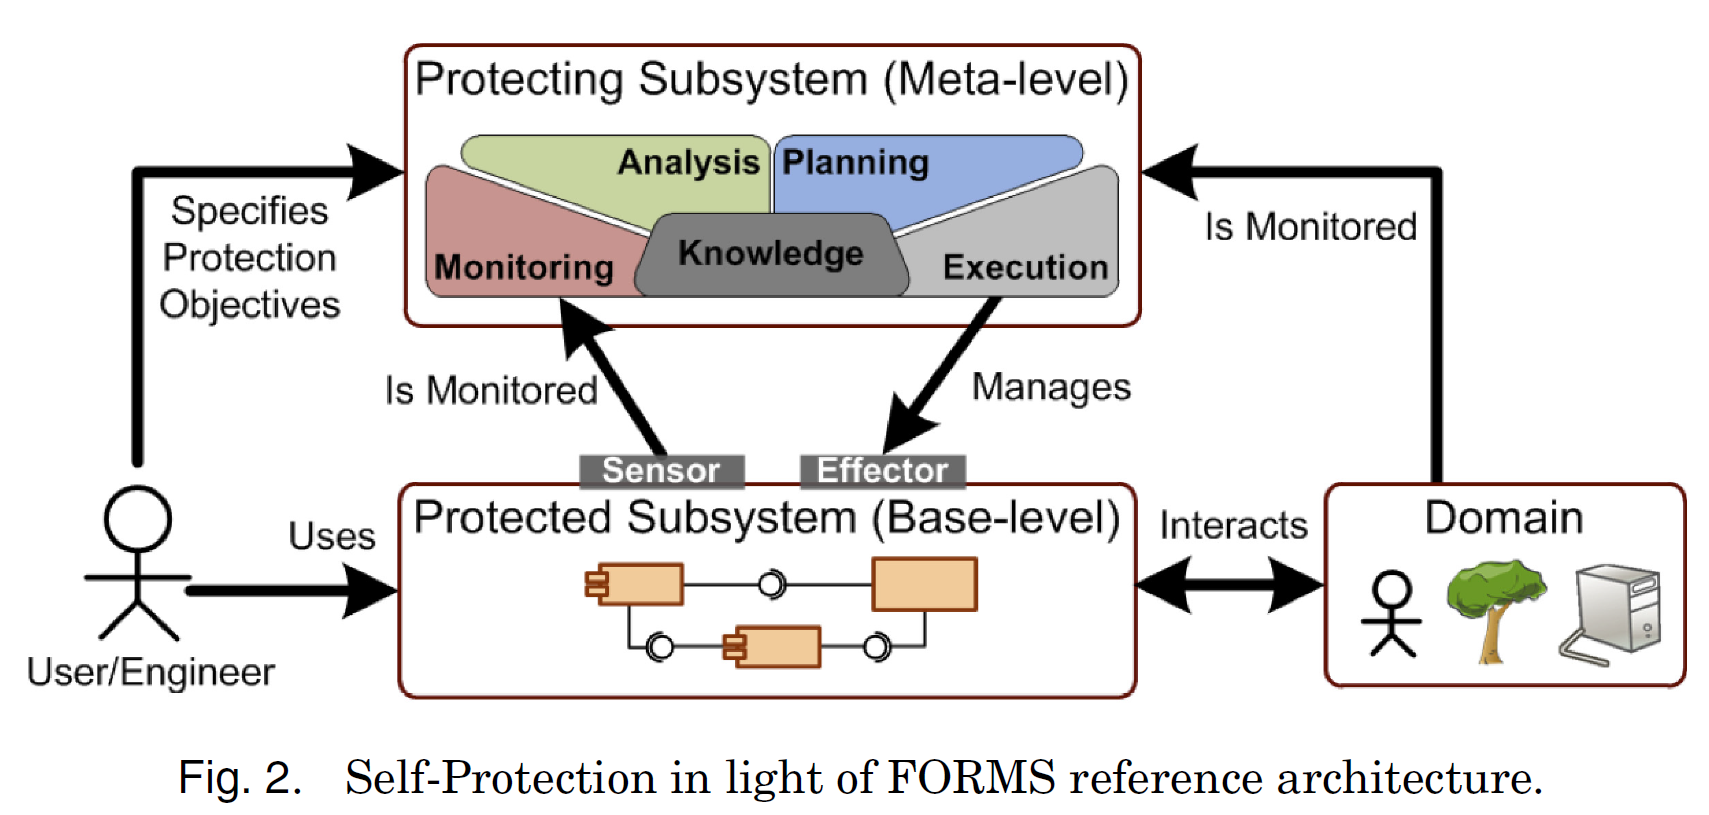 Protecting Subsystem (Meta-level)
Analysis
Planning
Monitoring
Knowledge
Execution
Specifies
Protection
Objectives
Is Monitored
Is Monitored
Manages
Sensor
Effector
Protected Subsystem (Base-level)
Uses
Interacts
Domain
User/Engineer
Fig. 2. Self-Protection in light of FORMS reference architecture.